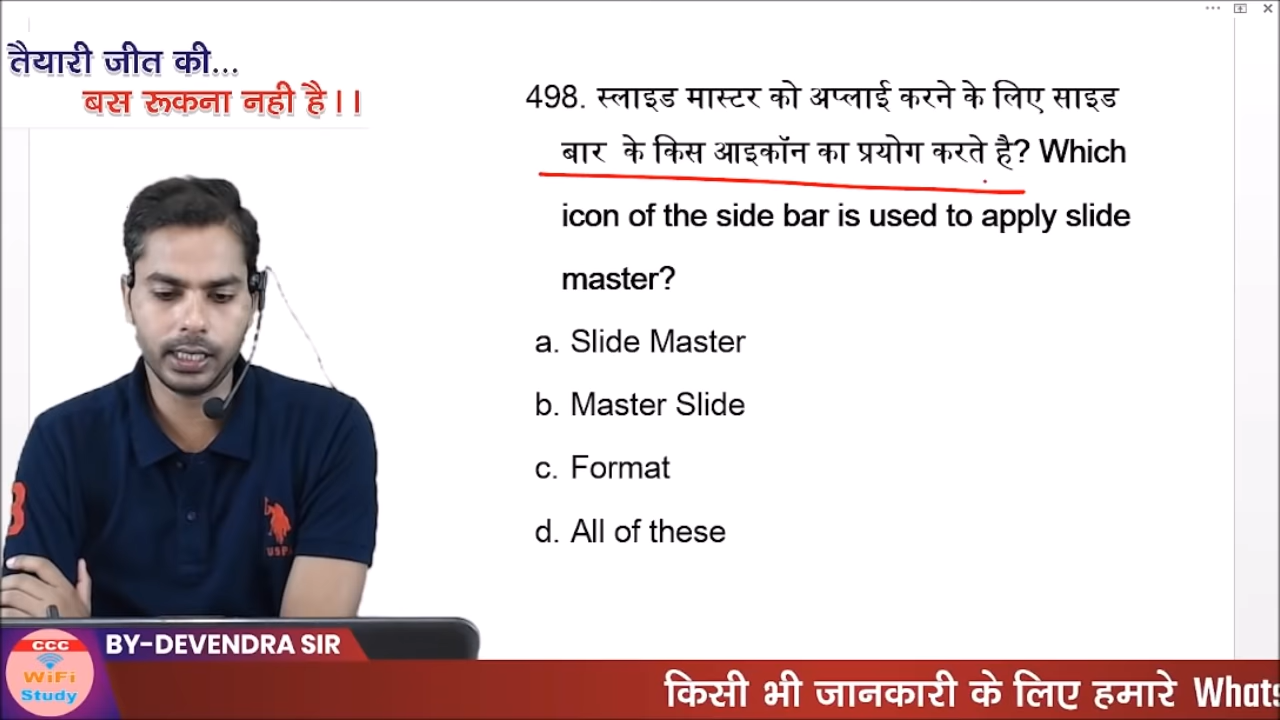 तैयारी जीत की...
बस रूकना नही है।।
498. स्लाइड मास्टर को अप्लाई करने के लिए साइड
बार के किस आइकॉन का प्रयोग करते है? Which
icon of the side bar is used to apply slide
master?
a. Slide Master
b. Master Slide
c. Format
d. All of these
3
USPA
BY-DEVENDRA SIR
CCC
WiFi
Study
किसी भी जानकारी के लिए हमारे Whats